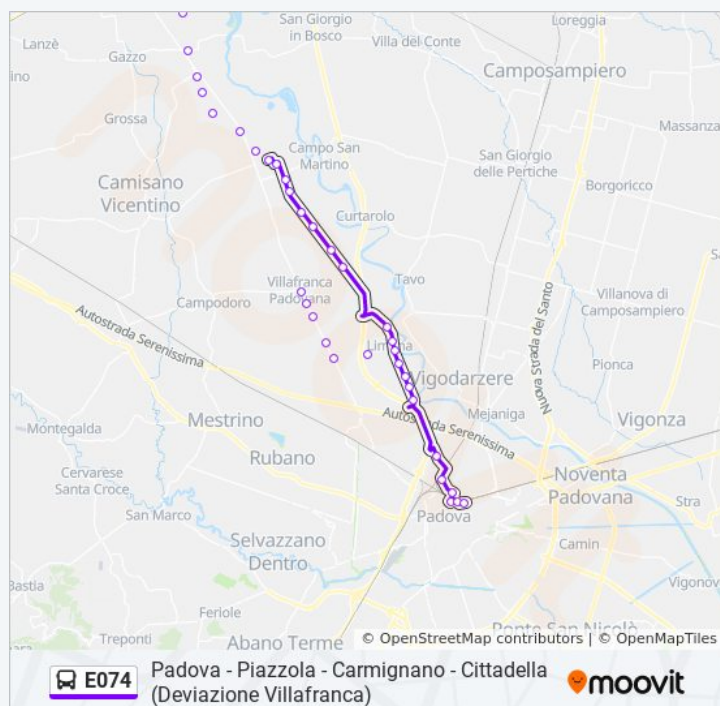 Lanzè
Gazzo
San Giorgio
in Bosco
Villa del Conte
Loreggia
Camposampiero
ino
Grossa
Massanza
Campo San
Martino
San Giorgio
delle Pertiche
Borgoricco
Camisano
Vicentino
Curtarolo
Villafranca
Padovana
Tavo
Campodoro
Villanova di
Camposampiero
Autostrada Serenissima
Nuova Strada del Santo
Pionca
Vigodarzere
Mestrino
Autostrada Serenissima
Mejaniga
Vigonza
Montegalda
Rubano
Cervarese
Santa Croce
Noventa
Padovana
Stra
San Marco
Padova
Selvazzano
Dentro
Camin
Bastia
Vigonov
Feriole
Treponti
Abano Terme
Ponte San Nicolò
© OpenStreetMap contributors | © OpenMapTiles
E074
Padova - Piazzola - Carmignano - Cittadella
(Deviazione Villafranca)
moovit